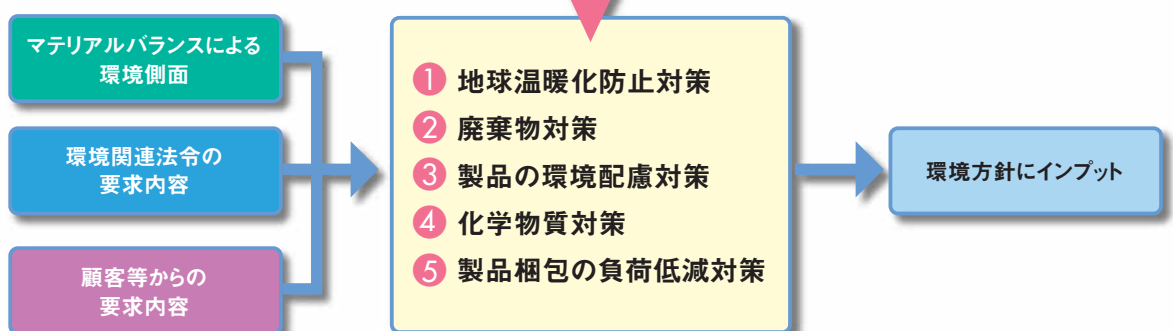 マテリアルバランスによる
環境側面
環境関連法令の
要求内容
顧客等からの
要求内容
1 地球温暖化防止対策
2 廃棄物対策
3 製品の環境配慮対策
4 化学物質対策
5 製品梱包の負荷低減対策
環境方針にインプット